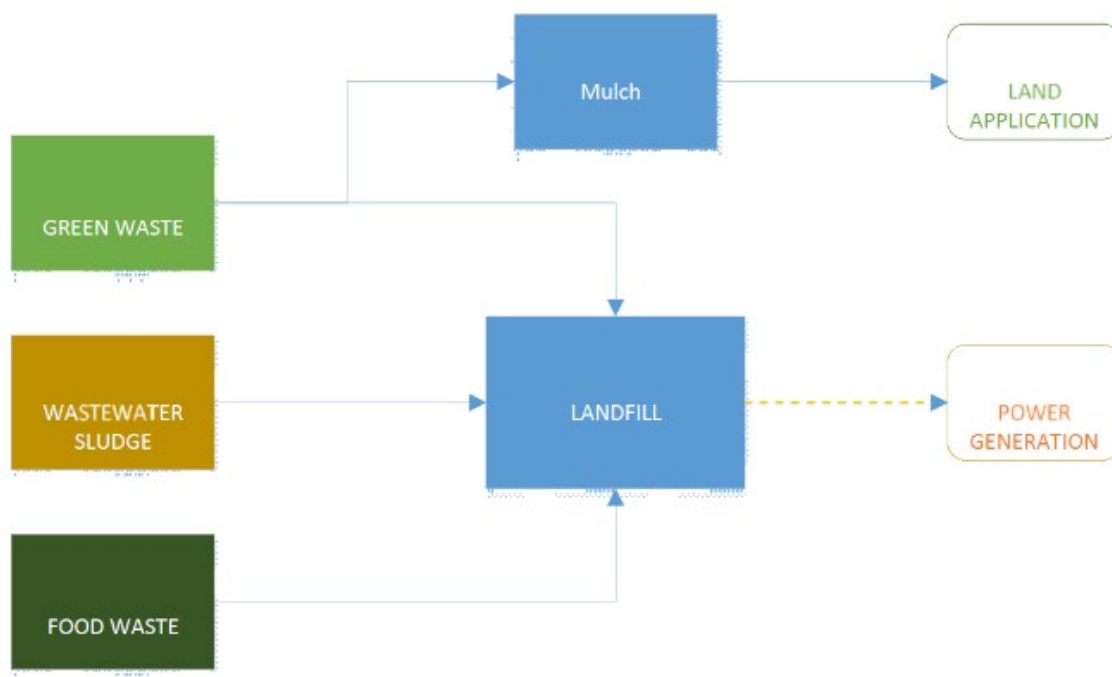 Mulch
LAND
APPLICATION
GREEN WASTE
WASTEWATER
SLUDGE
LANDFILL
POWER
GENERATION
FOOD WASTE